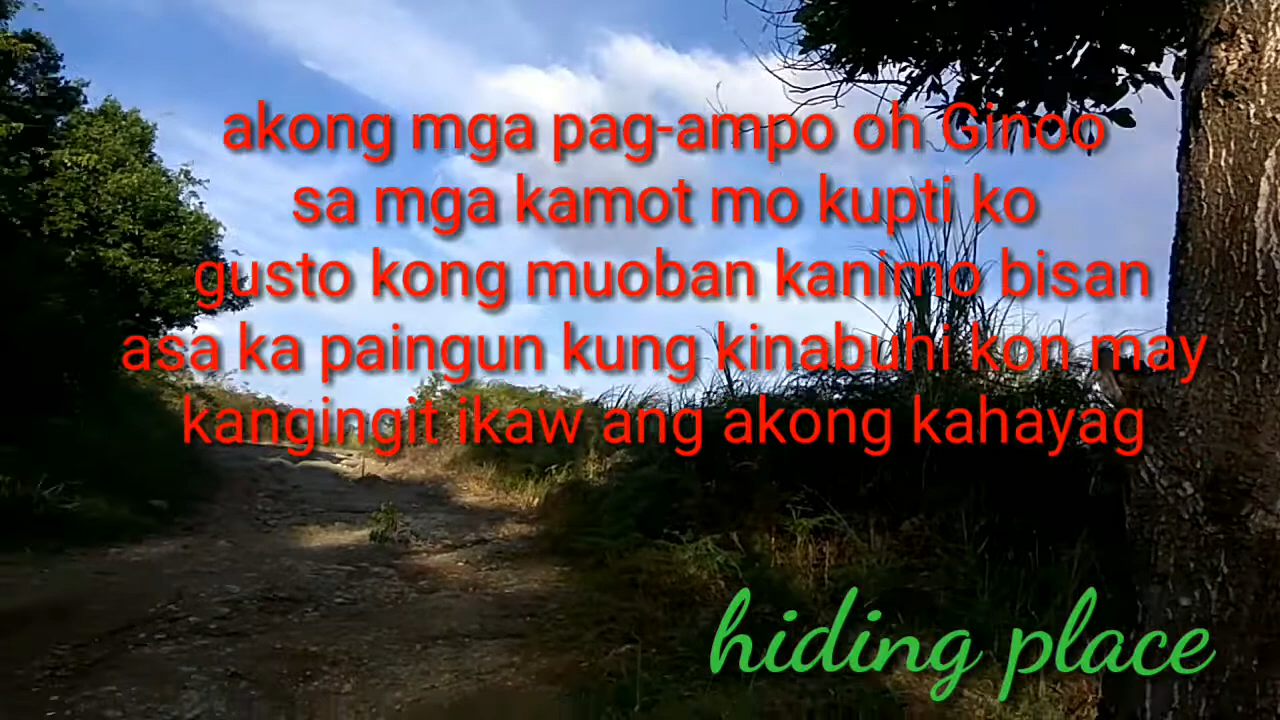 akong mga pag-ampo oh Ginoo
sa mga kamot mo kupti ko
gusto kong muoban kanimo bisan
asa ka paingun kung kinabuhi kon may
kangingit ikaw ang akong kahayag
hiding place